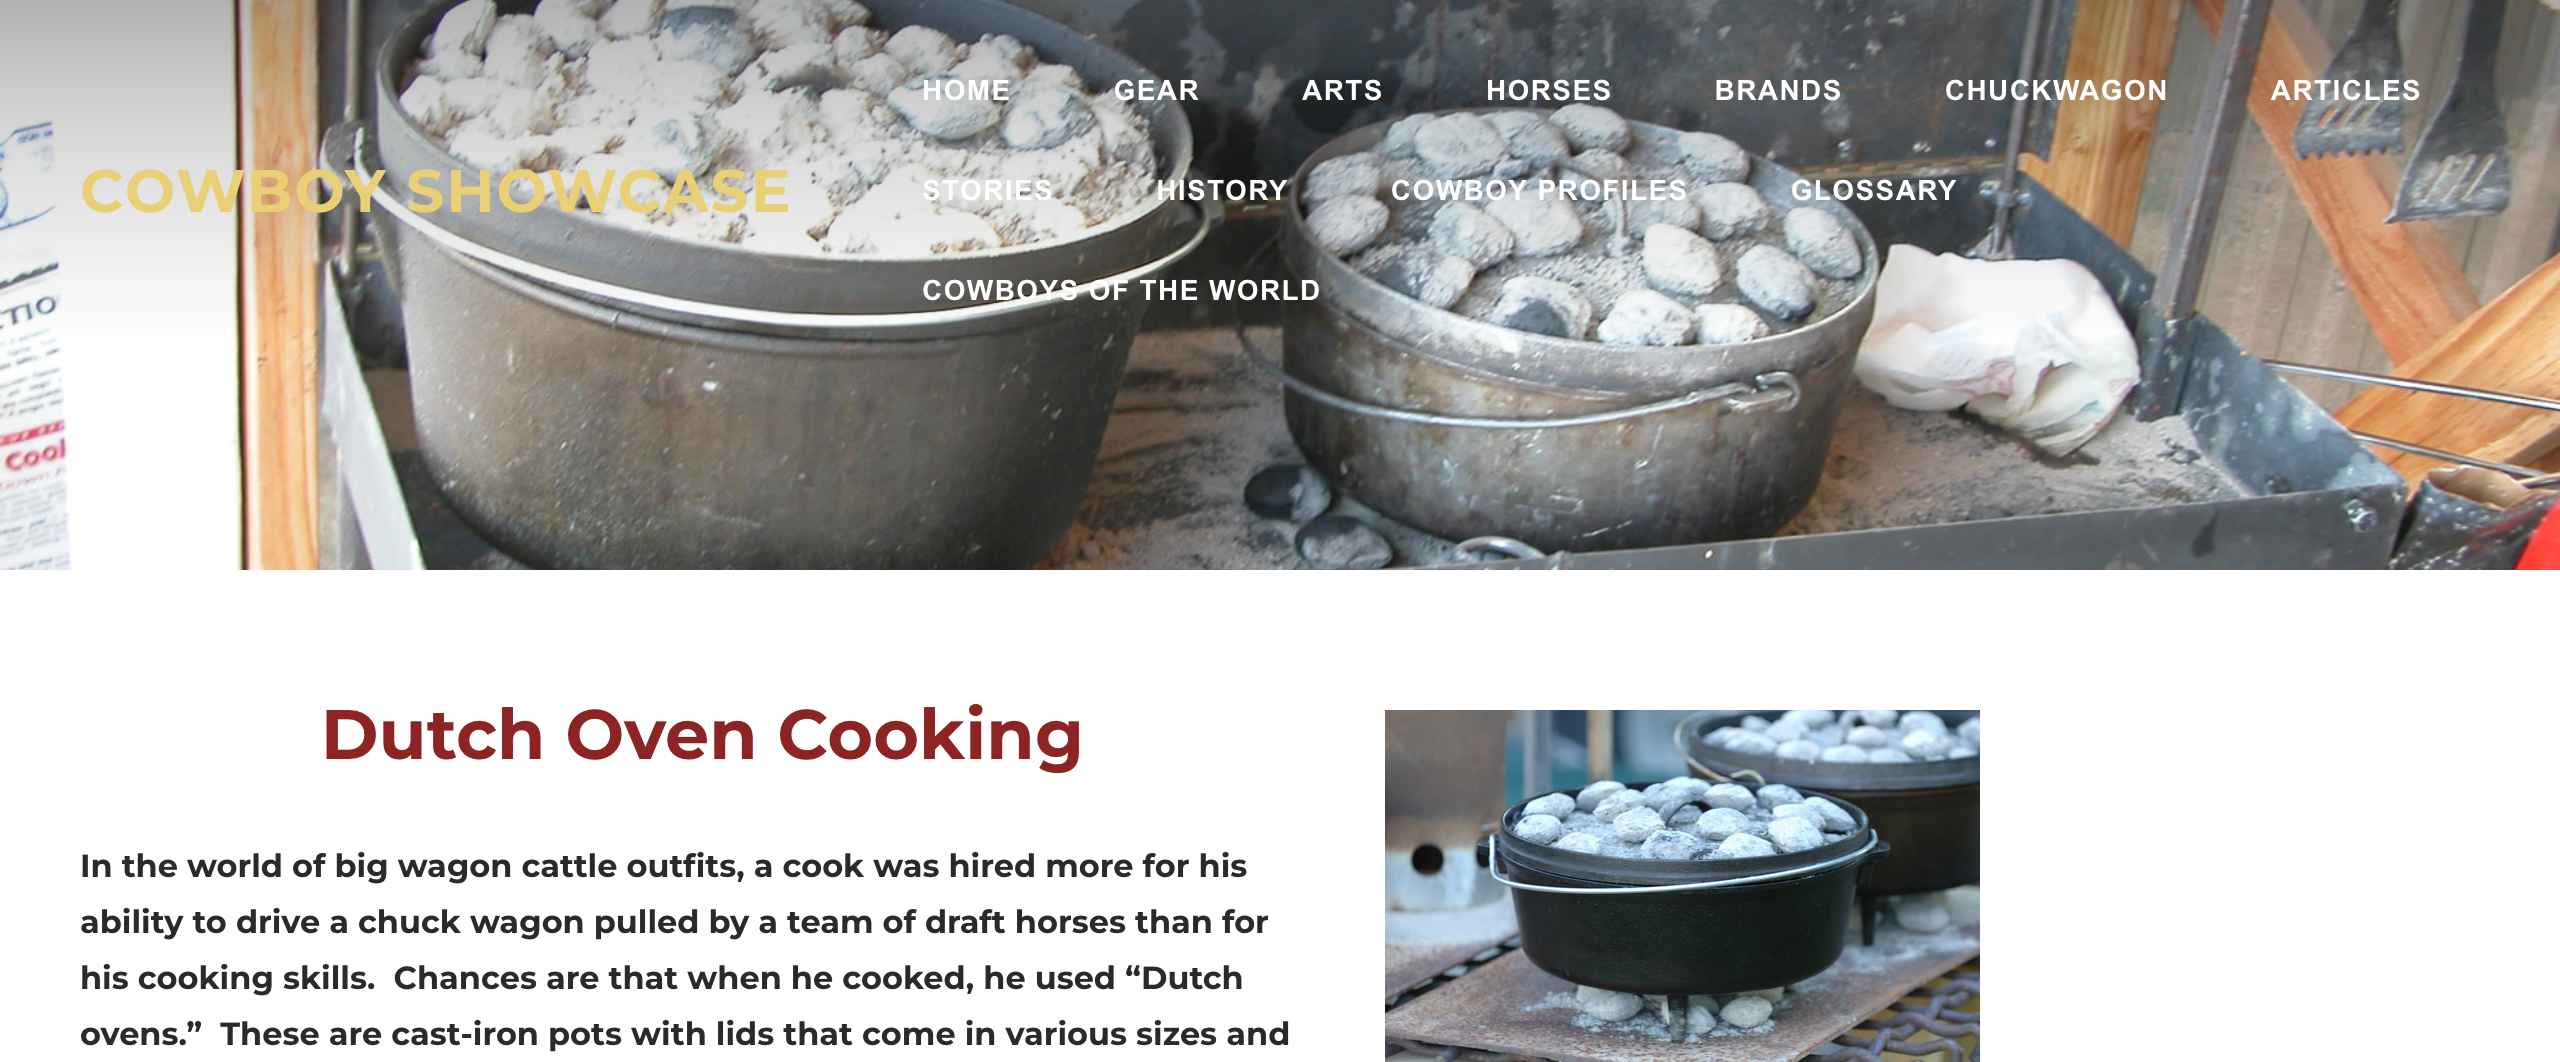 HOME GEAR ARTS HORSES BRANDS CHUCKWAGON ARTICLES
COWBOY SHOWCASE
STORIES HISTORY COWBOY PROFILES GLOSSARY
COWBOYS OF THE WORLD
Cool
Dutch Oven Cooking
In the world of big wagon cattle outfits, a cook was hired more for his
ability to drive a chuck wagon pulled by a team of draft horses than for
his cooking skills.  Chances are that when he cooked, he used “Dutch
ovens.”  These are cast-iron pots with lids that come in various sizes and